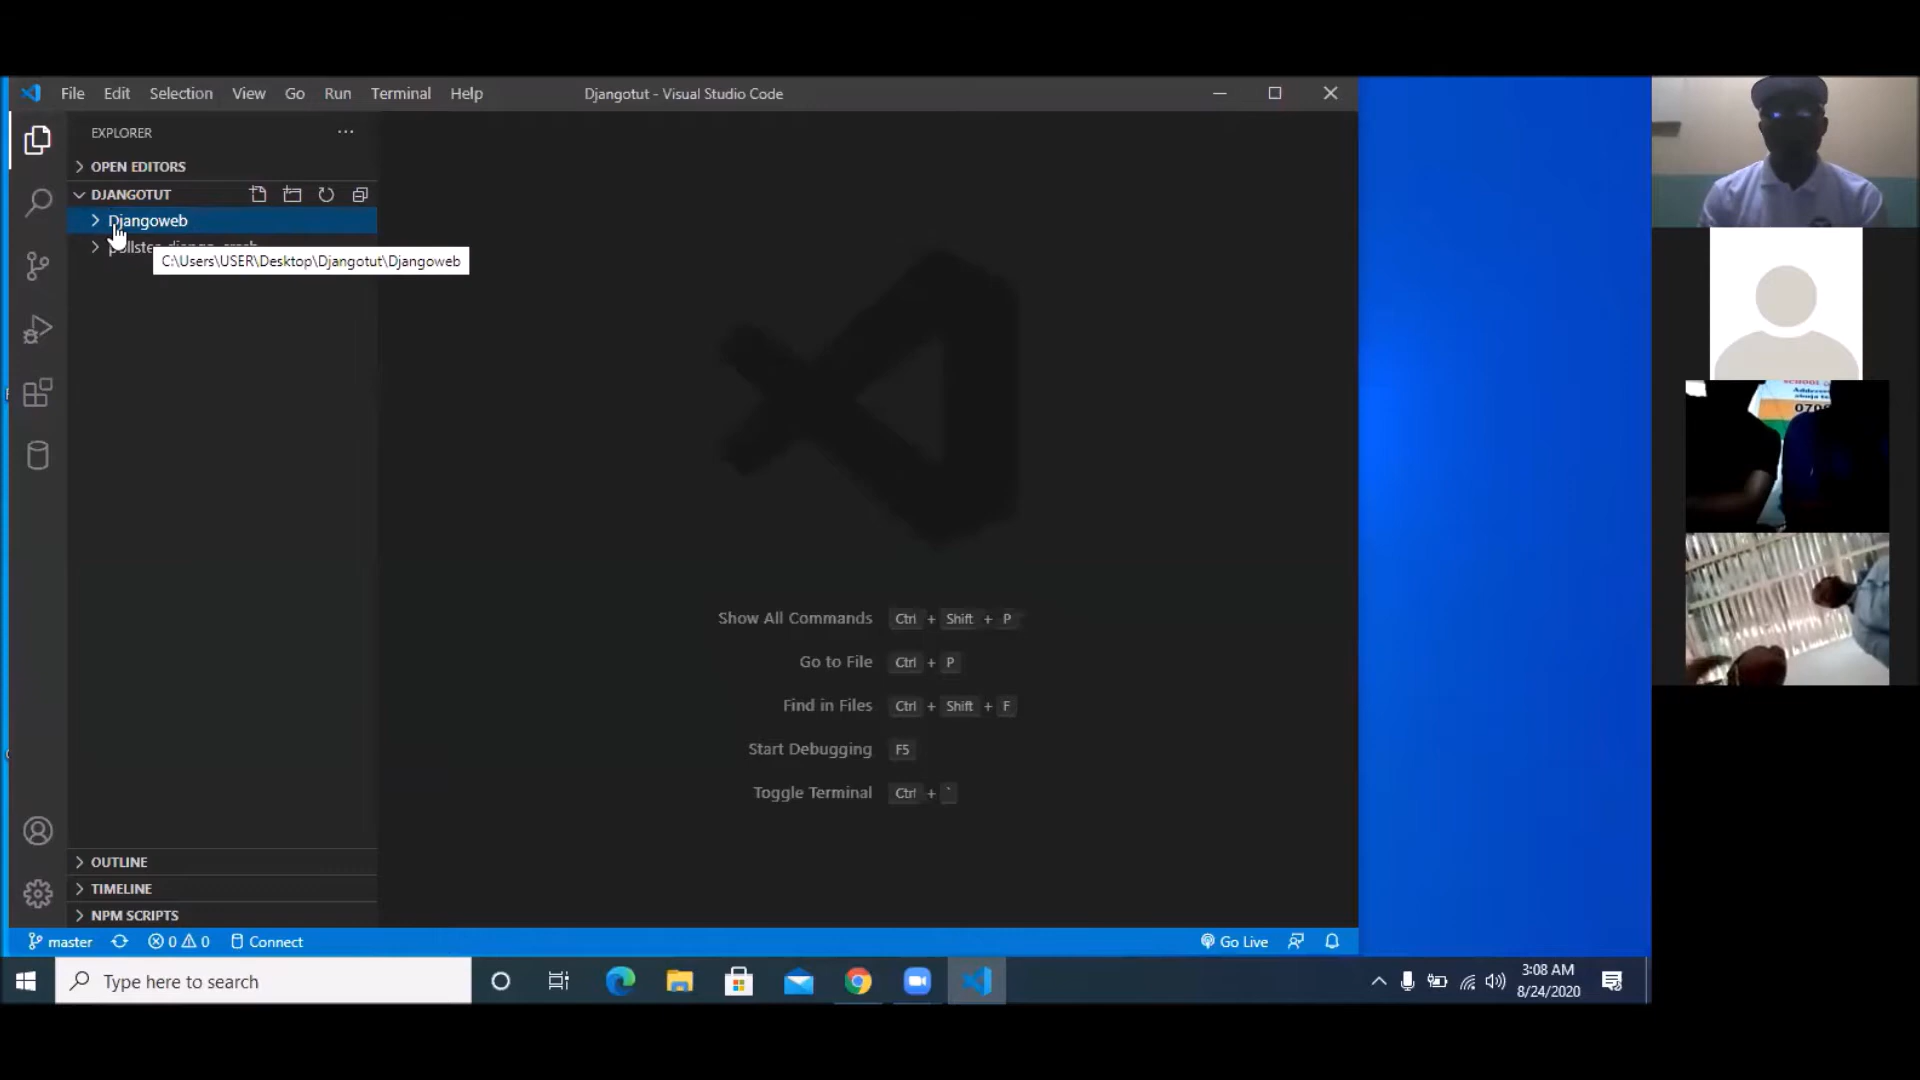 File Edit Selection View Go Run Terminal Help Djangotut - Visual Studio Code
EXPLORER
OPEN EDITORS
DJANGOTUT
Djangoweb
C:\Users\USER\Desktop\Djangotut\Djangoweb
Show All Commands Ctrl + Shift + P
Go to File Ctrl + P
Find in Files Ctrl + Shift + F
Start Debugging F5
Toggle Terminal Ctrl + `
OUTLINE
TIMELINE
NPM SCRIPTS
master 0 0 Connect Go Live
Type here to search
3:08 AM
8/24/2020
SCHOOL
070